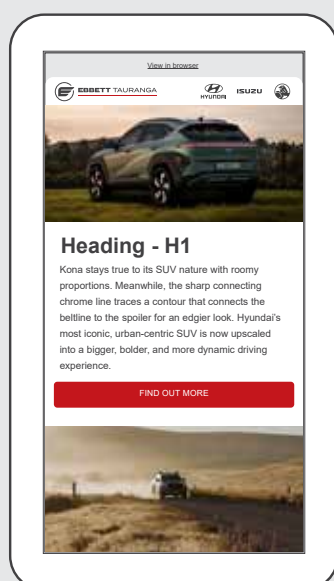 View in browser
EBBETT TAURANGA
HYUNDAI
ISUZU
Heading - H1
Kona stays true to its SUV nature with roomy
proportions. Meanwhile, the sharp connecting
chrome line traces a contour that connects the
beltline to the spoiler for an edgier look. Hyundai's
most iconic, urban-centric SUV is now upscaled
into a bigger, bolder, and more dynamic driving
experience.
FIND OUT MORE